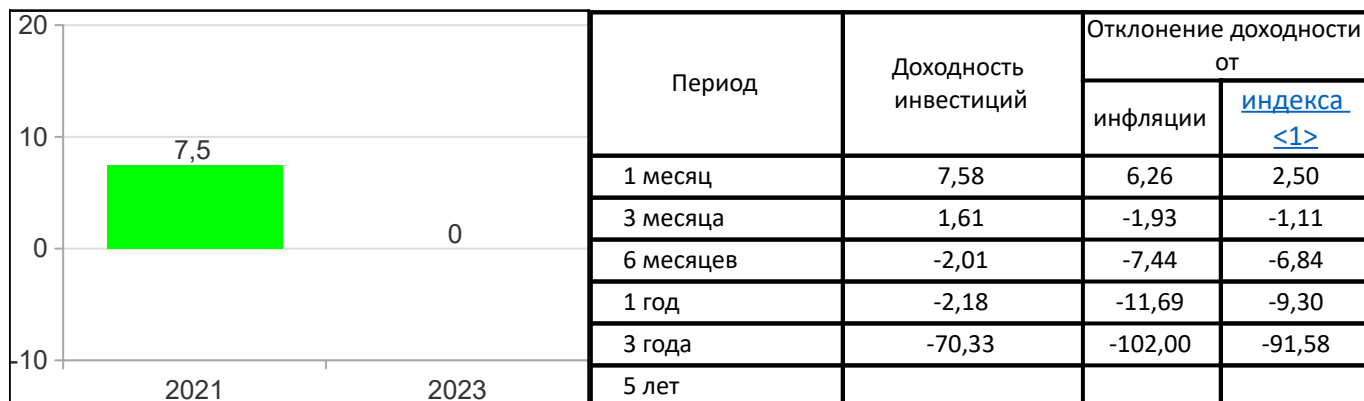 20
10
0
-10
7,5
0
2021
2023
Период
Доходность
инвестиций
Отклонение доходности
от
инфляции
индекса
<1>
1 месяц 7,58 6,26 2,50
3 месяца 1,61 -1,93 -1,11
6 месяцев -2,01 -7,44 -6,84
1 год -2,18 -11,69 -9,30
3 года -70,33 -102,00 -91,58
5 лет